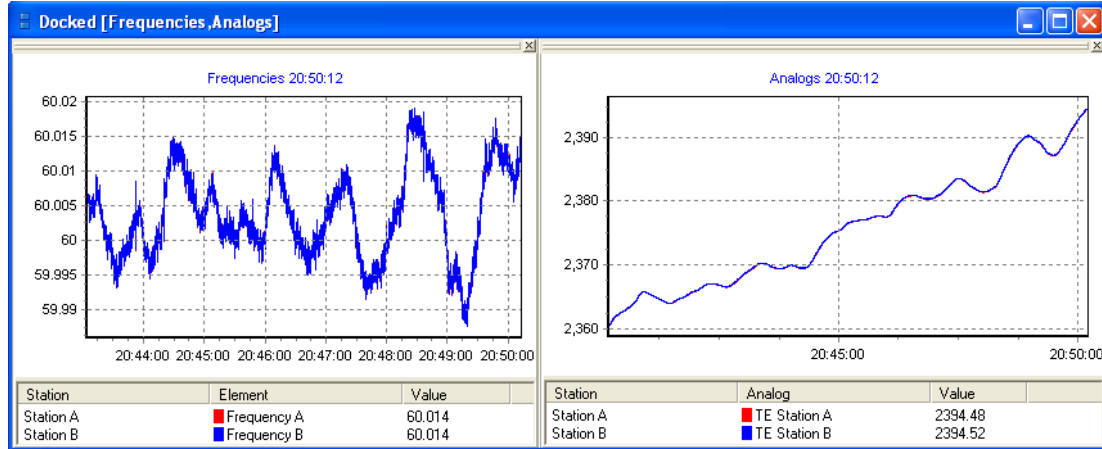 Docked [Frequencies,Analogs]
Frequencies 20:50:12
60.02
60.015
60.01
60.005
60
59.995
59.99
20:44:00 20:45:00 20:46:00 20:47:00 20:48:00 20:49:00 20:50:00
Station Element Value
Station A Frequency A 60.014
Station B Frequency B 60.014
Analogs 20:50:12
2,390
2,380
2,370
2,360
20:45:00 20:50:00
Station Analog Value
Station A TE Station A 2394.48
Station B TE Station B 2394.52